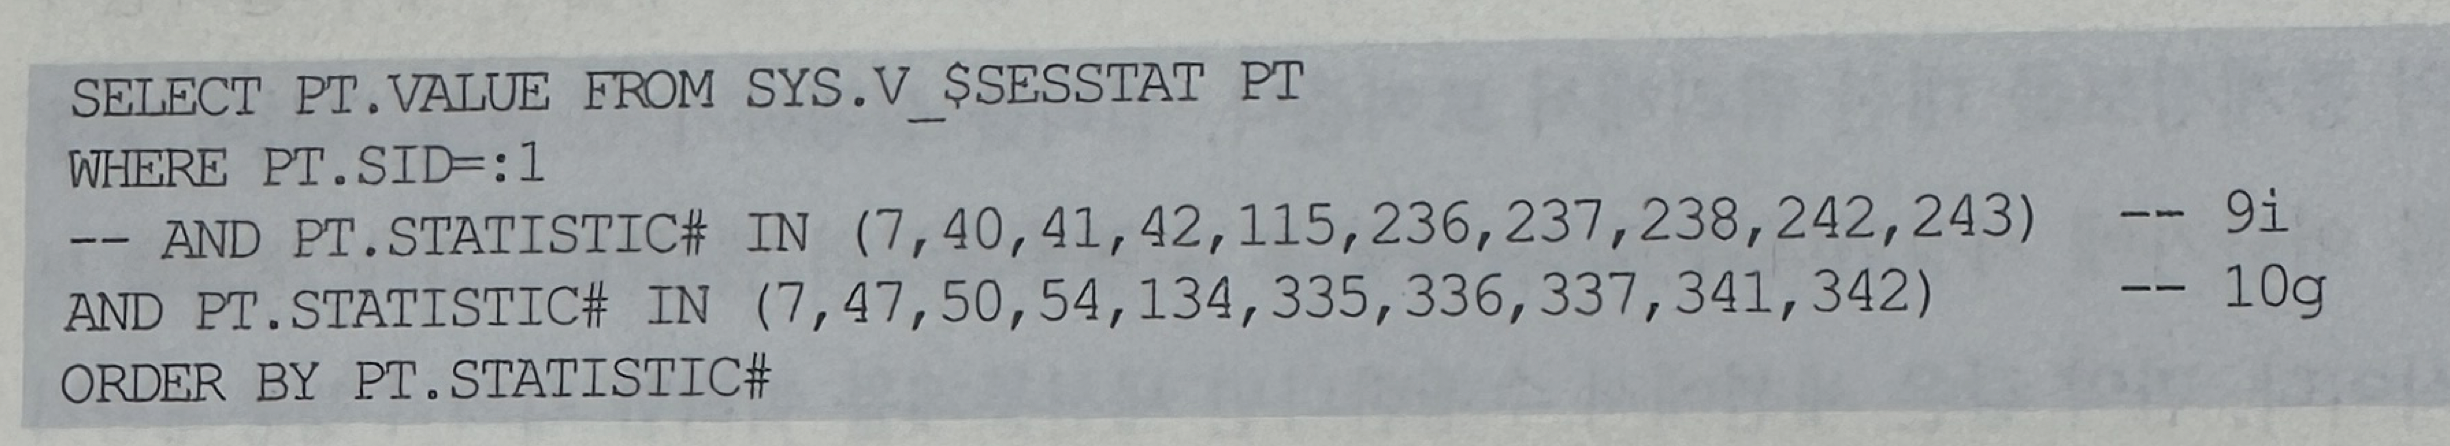 SELECT PT.VALUE FROM SYS.V_$SESSTAT PT
WHERE PT.SID=:1
-- AND PT.STATISTIC# IN (7,40,41,42,115,236,237,238,242,243)  -- 9i
AND PT.STATISTIC# IN (7,47,50,54,134,335,336,337,341,342)  -- 10g
ORDER BY PT.STATISTIC#